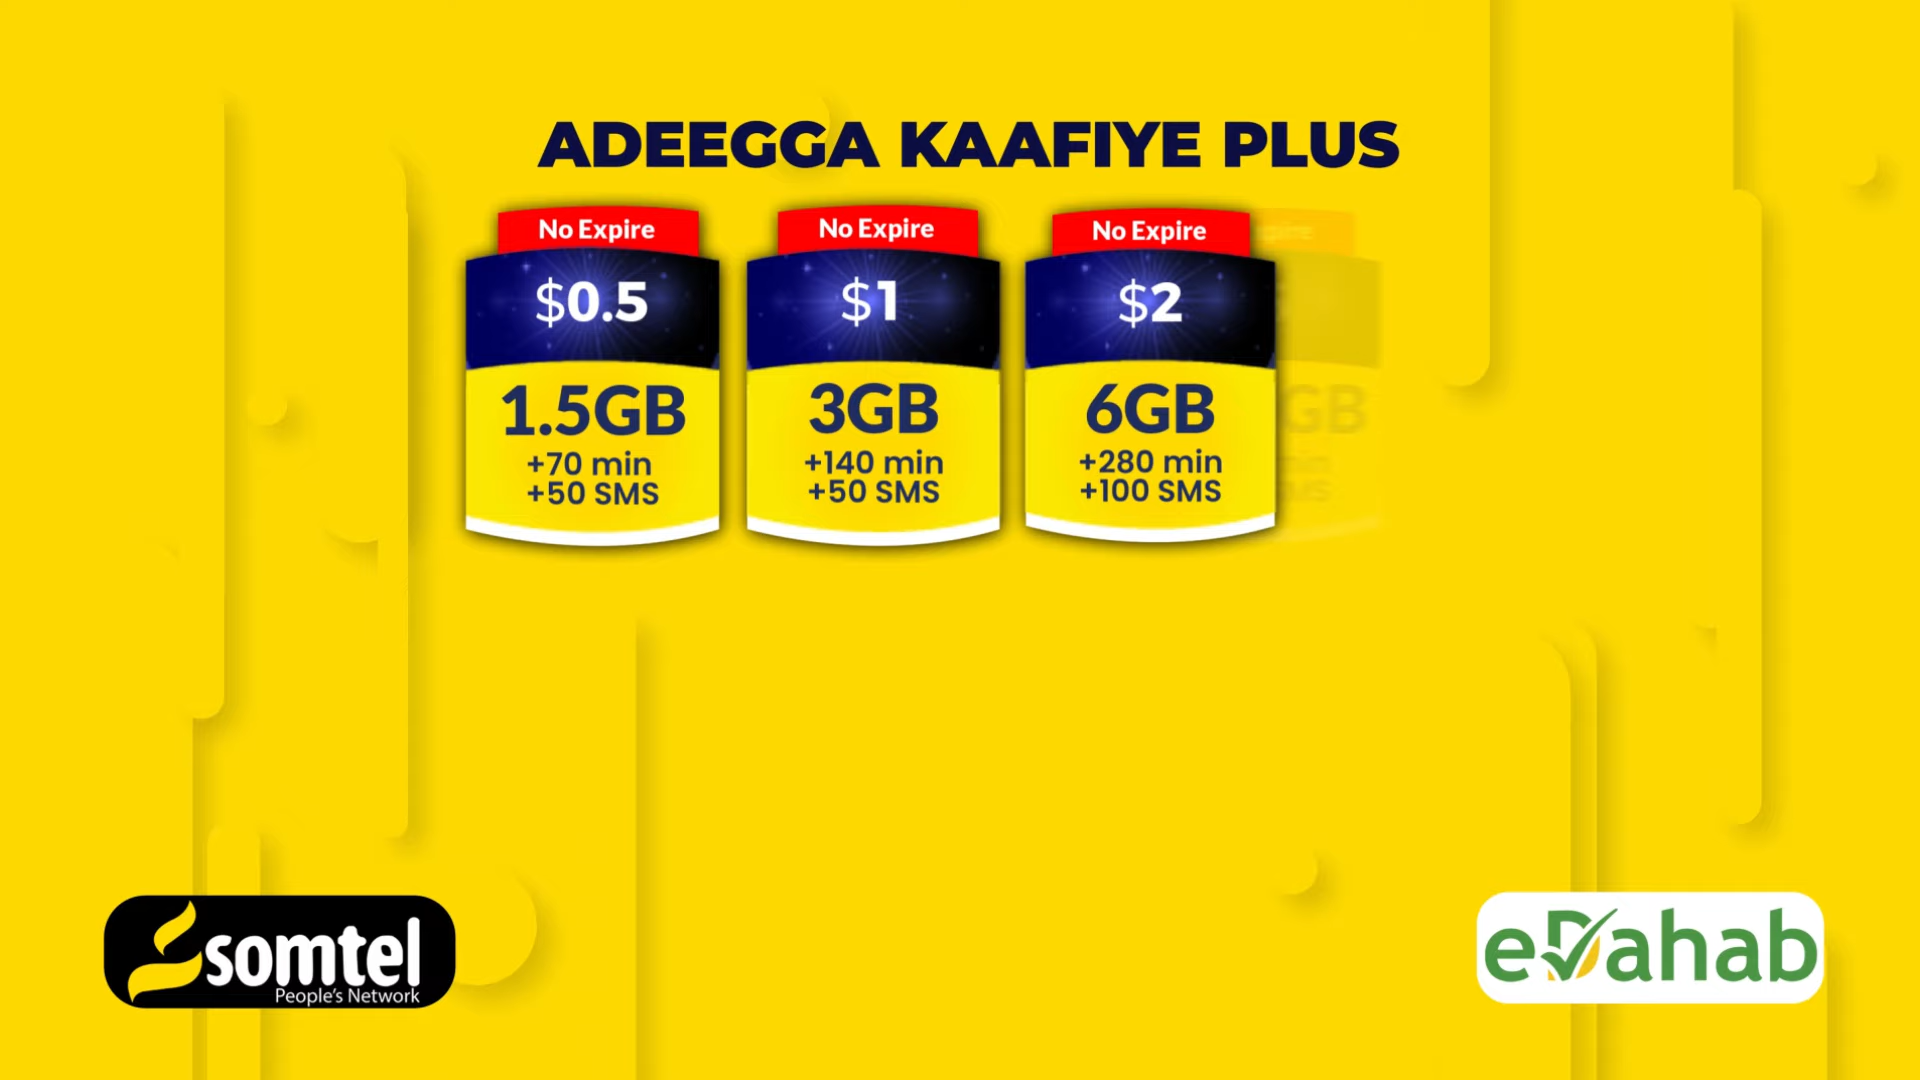 ADEEGGA KAAFIYE PLUS
No Expire
$0.5
1.5GB
+70 min
+50 SMS
No Expire
$1
3GB
+140 min
+50 SMS
No Expire
$2
6GB
+280 min
+100 SMS
GB
somtel
People's Network
eDahab